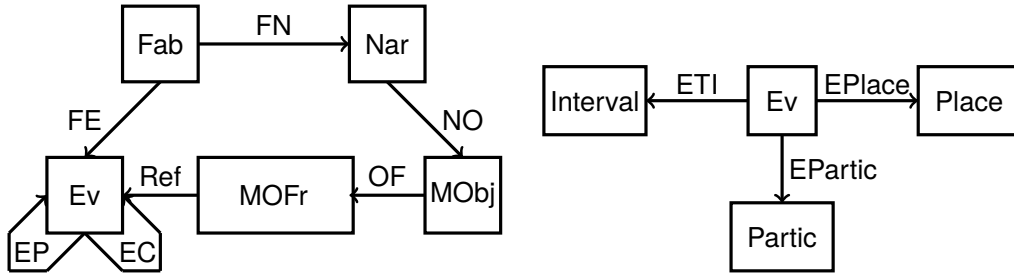 FN
Fab
Nar
FE
NO
Ev
Ref
MOFr
OF
MObj
EP
EC
Interval
ETI
Ev
EPlace
Place
EPartic
Partic